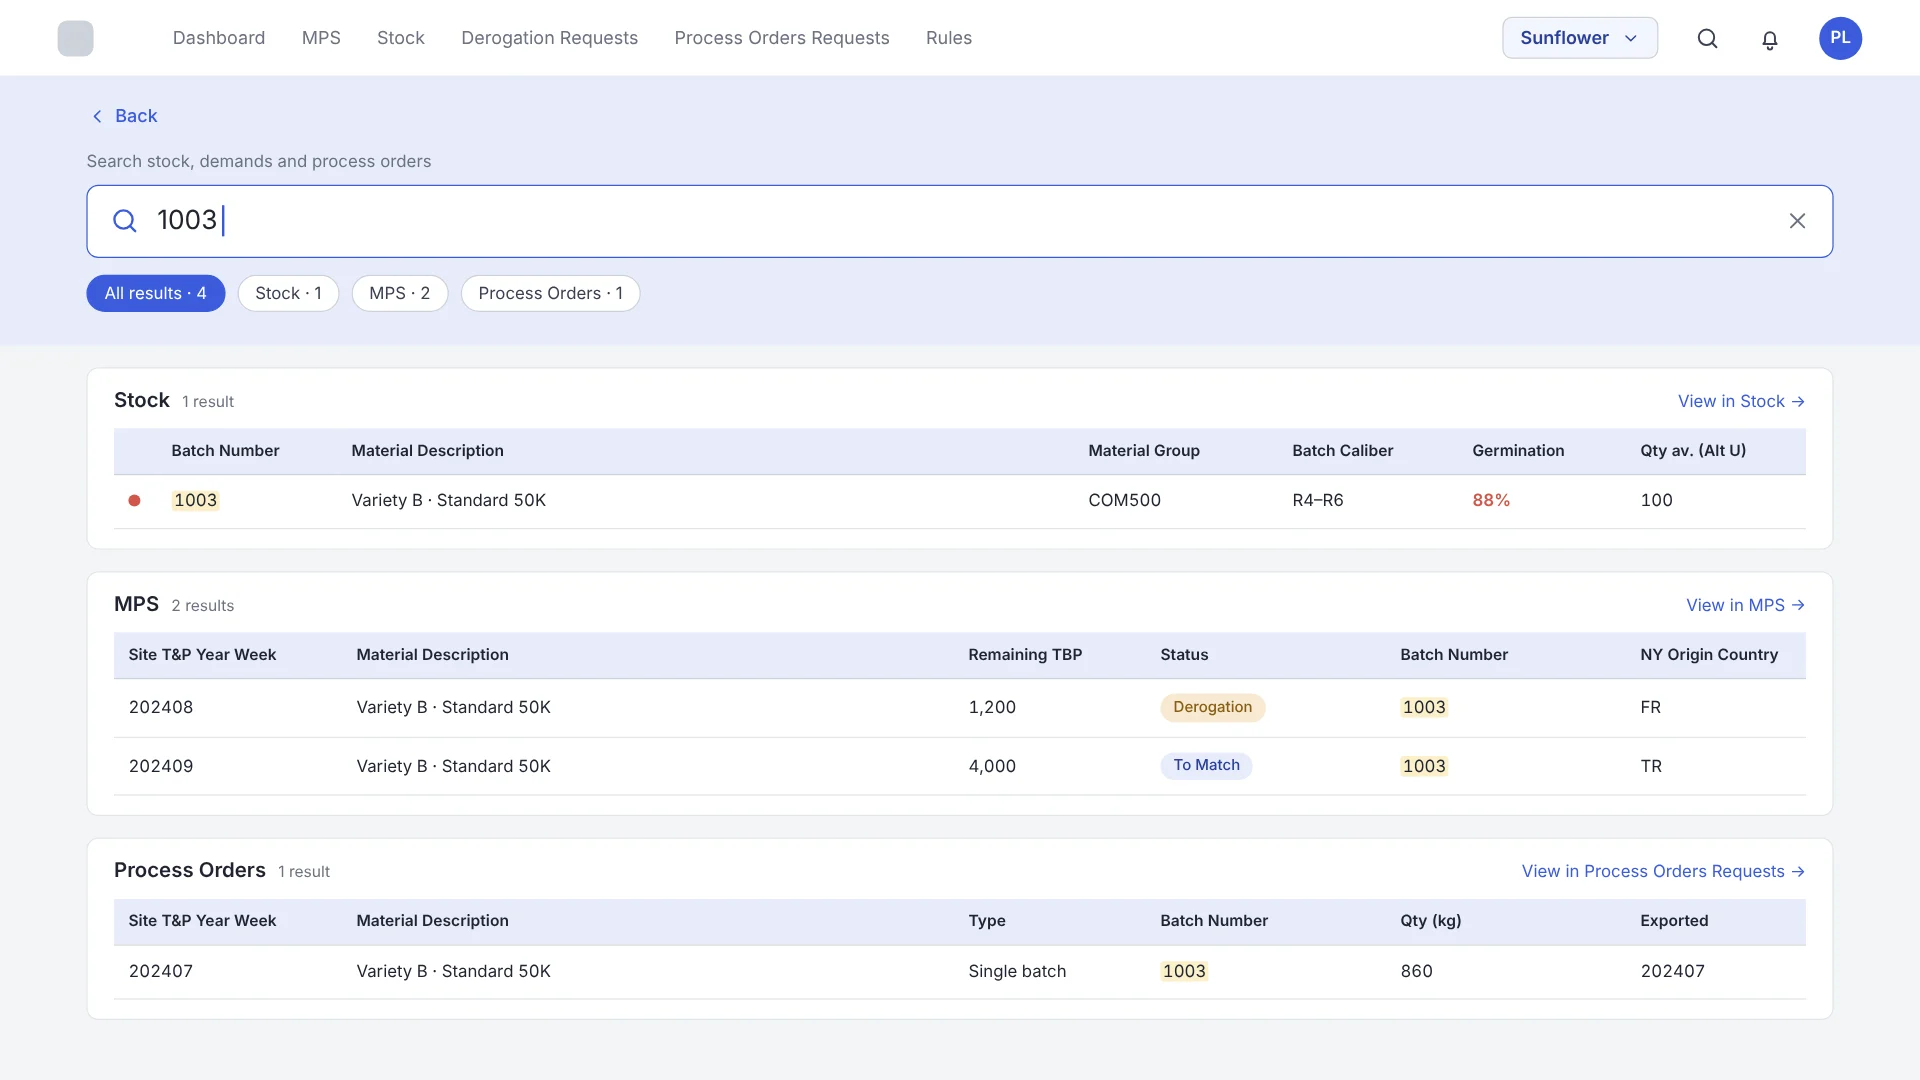 Dashboard MPS Stock Derogation Requests Process Orders Requests Rules Sunflower PL
Back
Search stock, demands and process orders
1003
All results · 4 Stock · 1 MPS · 2 Process Orders · 1
Stock 1 result View in Stock →
Batch Number Material Description Material Group Batch Caliber Germination Qty av. (Alt U)
1003 Variety B · Standard 50K COM500 R4–R6 88% 100
MPS 2 results View in MPS →
Site T&P Year Week Material Description Remaining TBP Status Batch Number NY Origin Country
202408 Variety B · Standard 50K 1,200 Derogation 1003 FR
202409 Variety B · Standard 50K 4,000 To Match 1003 TR
Process Orders 1 result View in Process Orders Requests →
Site T&P Year Week Material Description Type Batch Number Qty (kg) Exported
202407 Variety B · Standard 50K Single batch 1003 860 202407